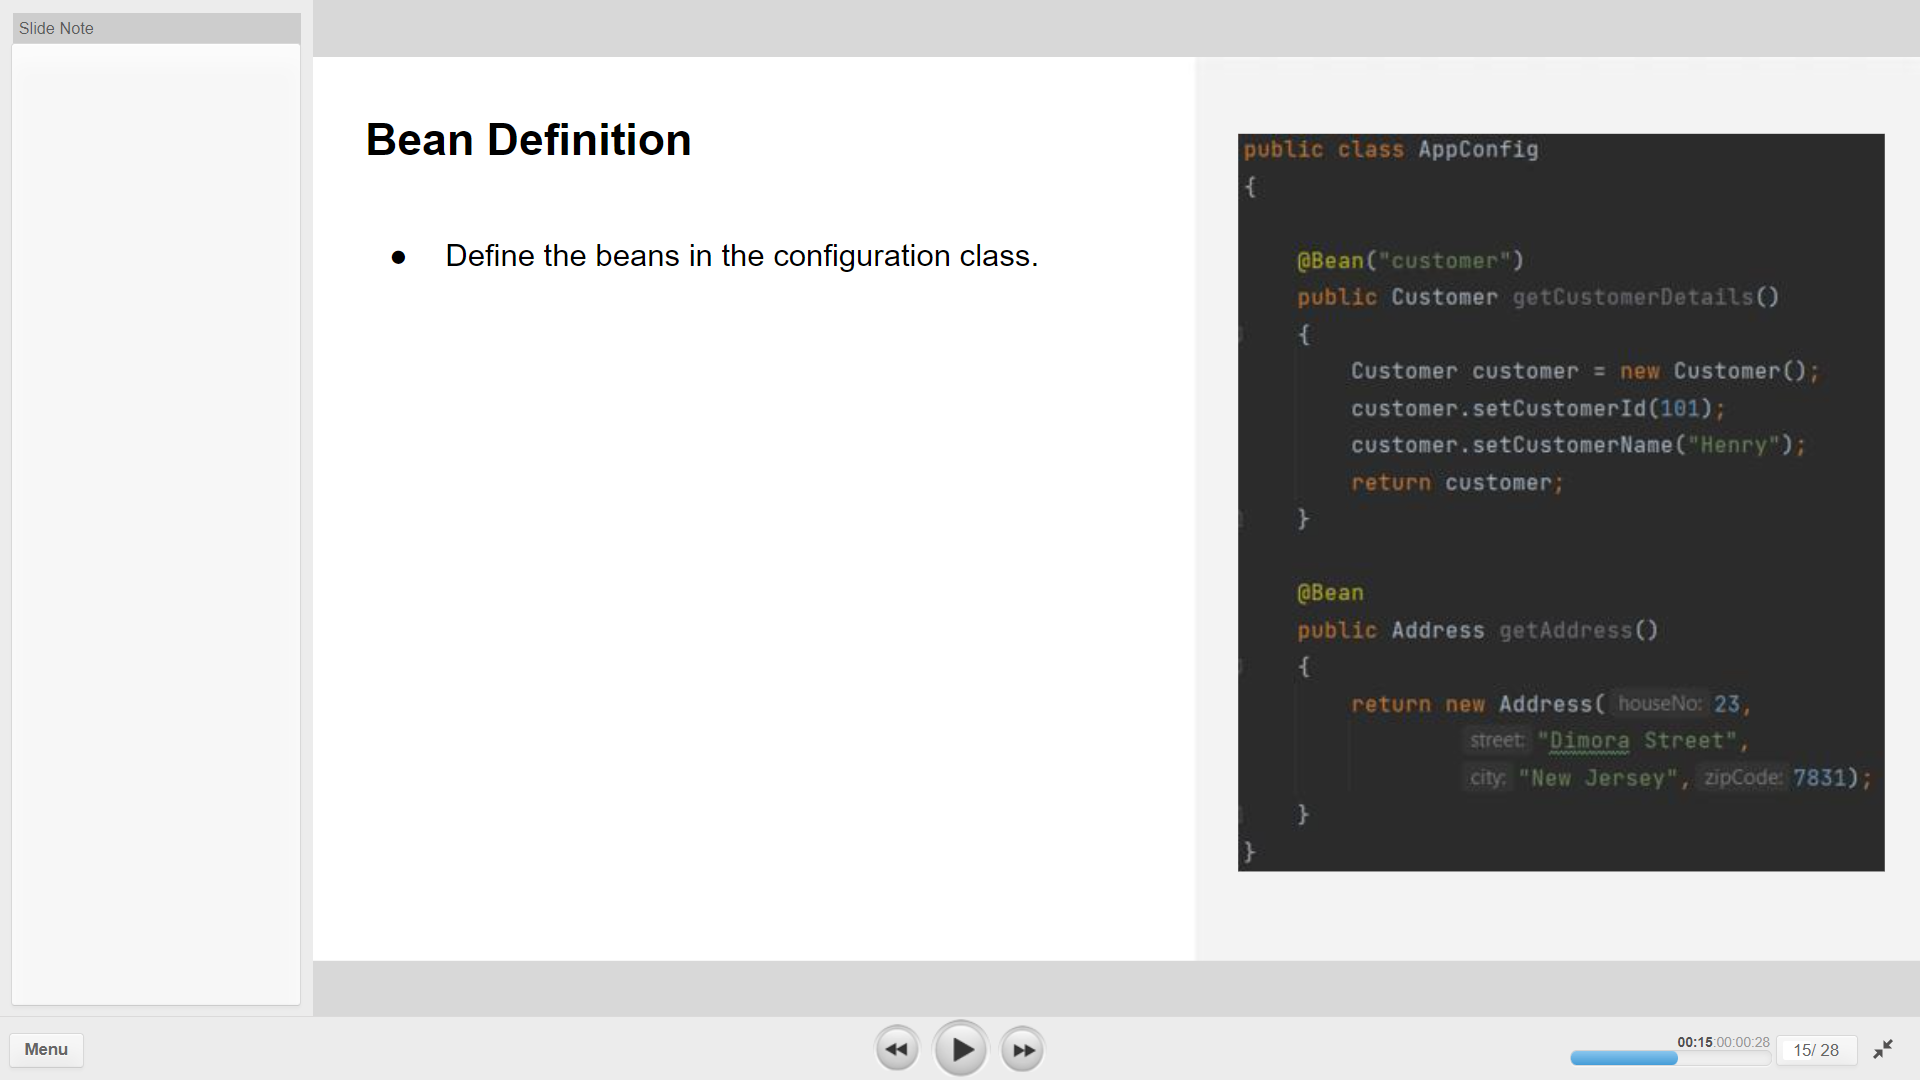 Slide Note
Bean Definition
● Define the beans in the configuration class.
public class AppConfig
{
@Bean("customer")
public Customer getCustomerDetails()
{
Customer customer = new Customer();
customer.setCustomerId(101);
customer.setCustomerName("Henry");
return customer;
}
@Bean
public Address getAddress()
{
return new Address( houseNo: 23,
street: "Dimora Street",
city: "New Jersey", zipCode: 7831);
}
}
Menu
00:15:00:00:28
15/ 28